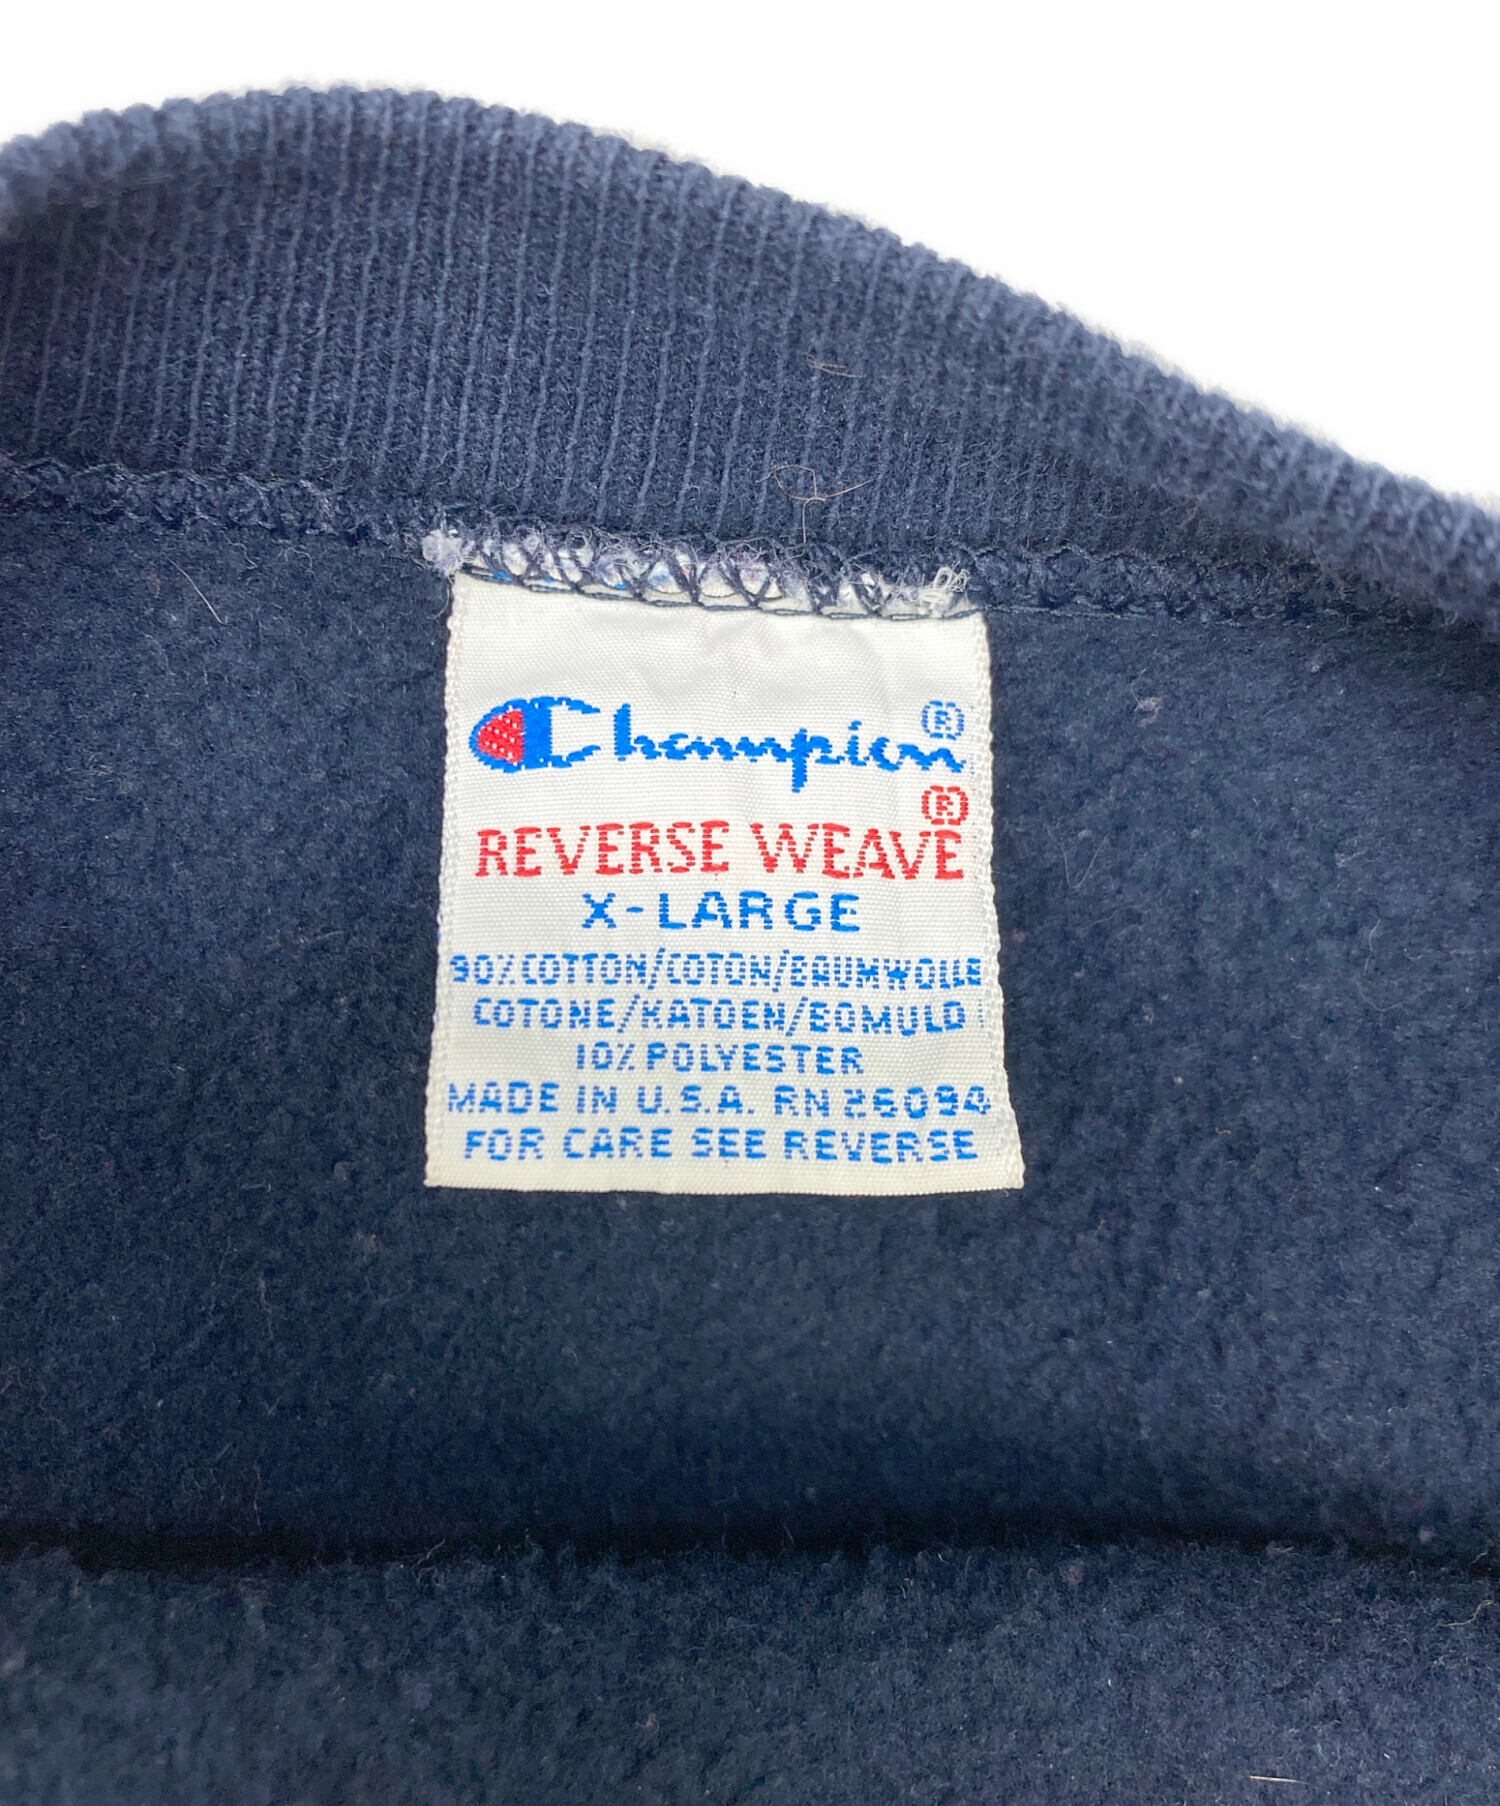 Champion®
REVERSE WEAVE®
X-LARGE
90% COTTON/COTON/BAUMWOLLE
COTONE/KATOEN/BOMULD
10% POLYESTER
MADE IN U.S.A. RN 26094
FOR CARE SEE REVERSE